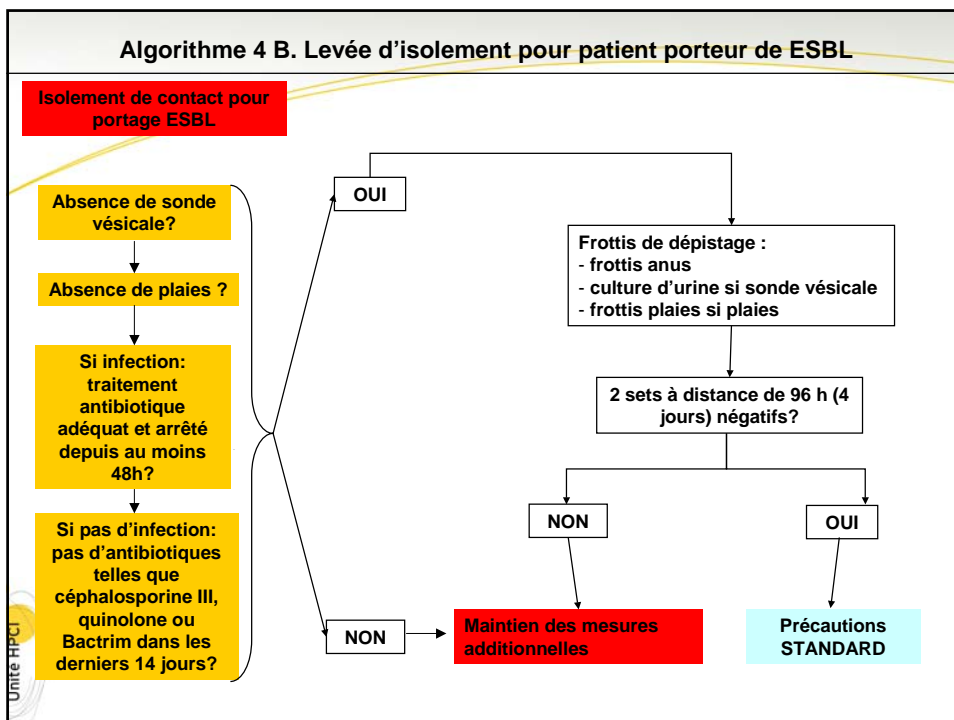 Algorithme 4 B. Levée d'isolement pour patient porteur de ESBL
Isolement de contact pour
portage ESBL
Absence de sonde
vésicale?
Absence de plaies ?
Si infection:
traitement
antibiotique
adéquat et arrêté
depuis au moins
48h?
Si pas d'infection:
pas d'antibiotiques
telles que
céphalosporine III,
quinolone ou
Bactrim dans les
derniers 14 jours?
OUI
Frottis de dépistage :
- frottis anus
- culture d'urine si sonde vésicale
- frottis plaies si plaies
2 sets à distance de 96 h (4
jours) négatifs?
NON
OUI
NON
Maintien des mesures
additionnelles
Précautions
STANDARD
Unité HPCI